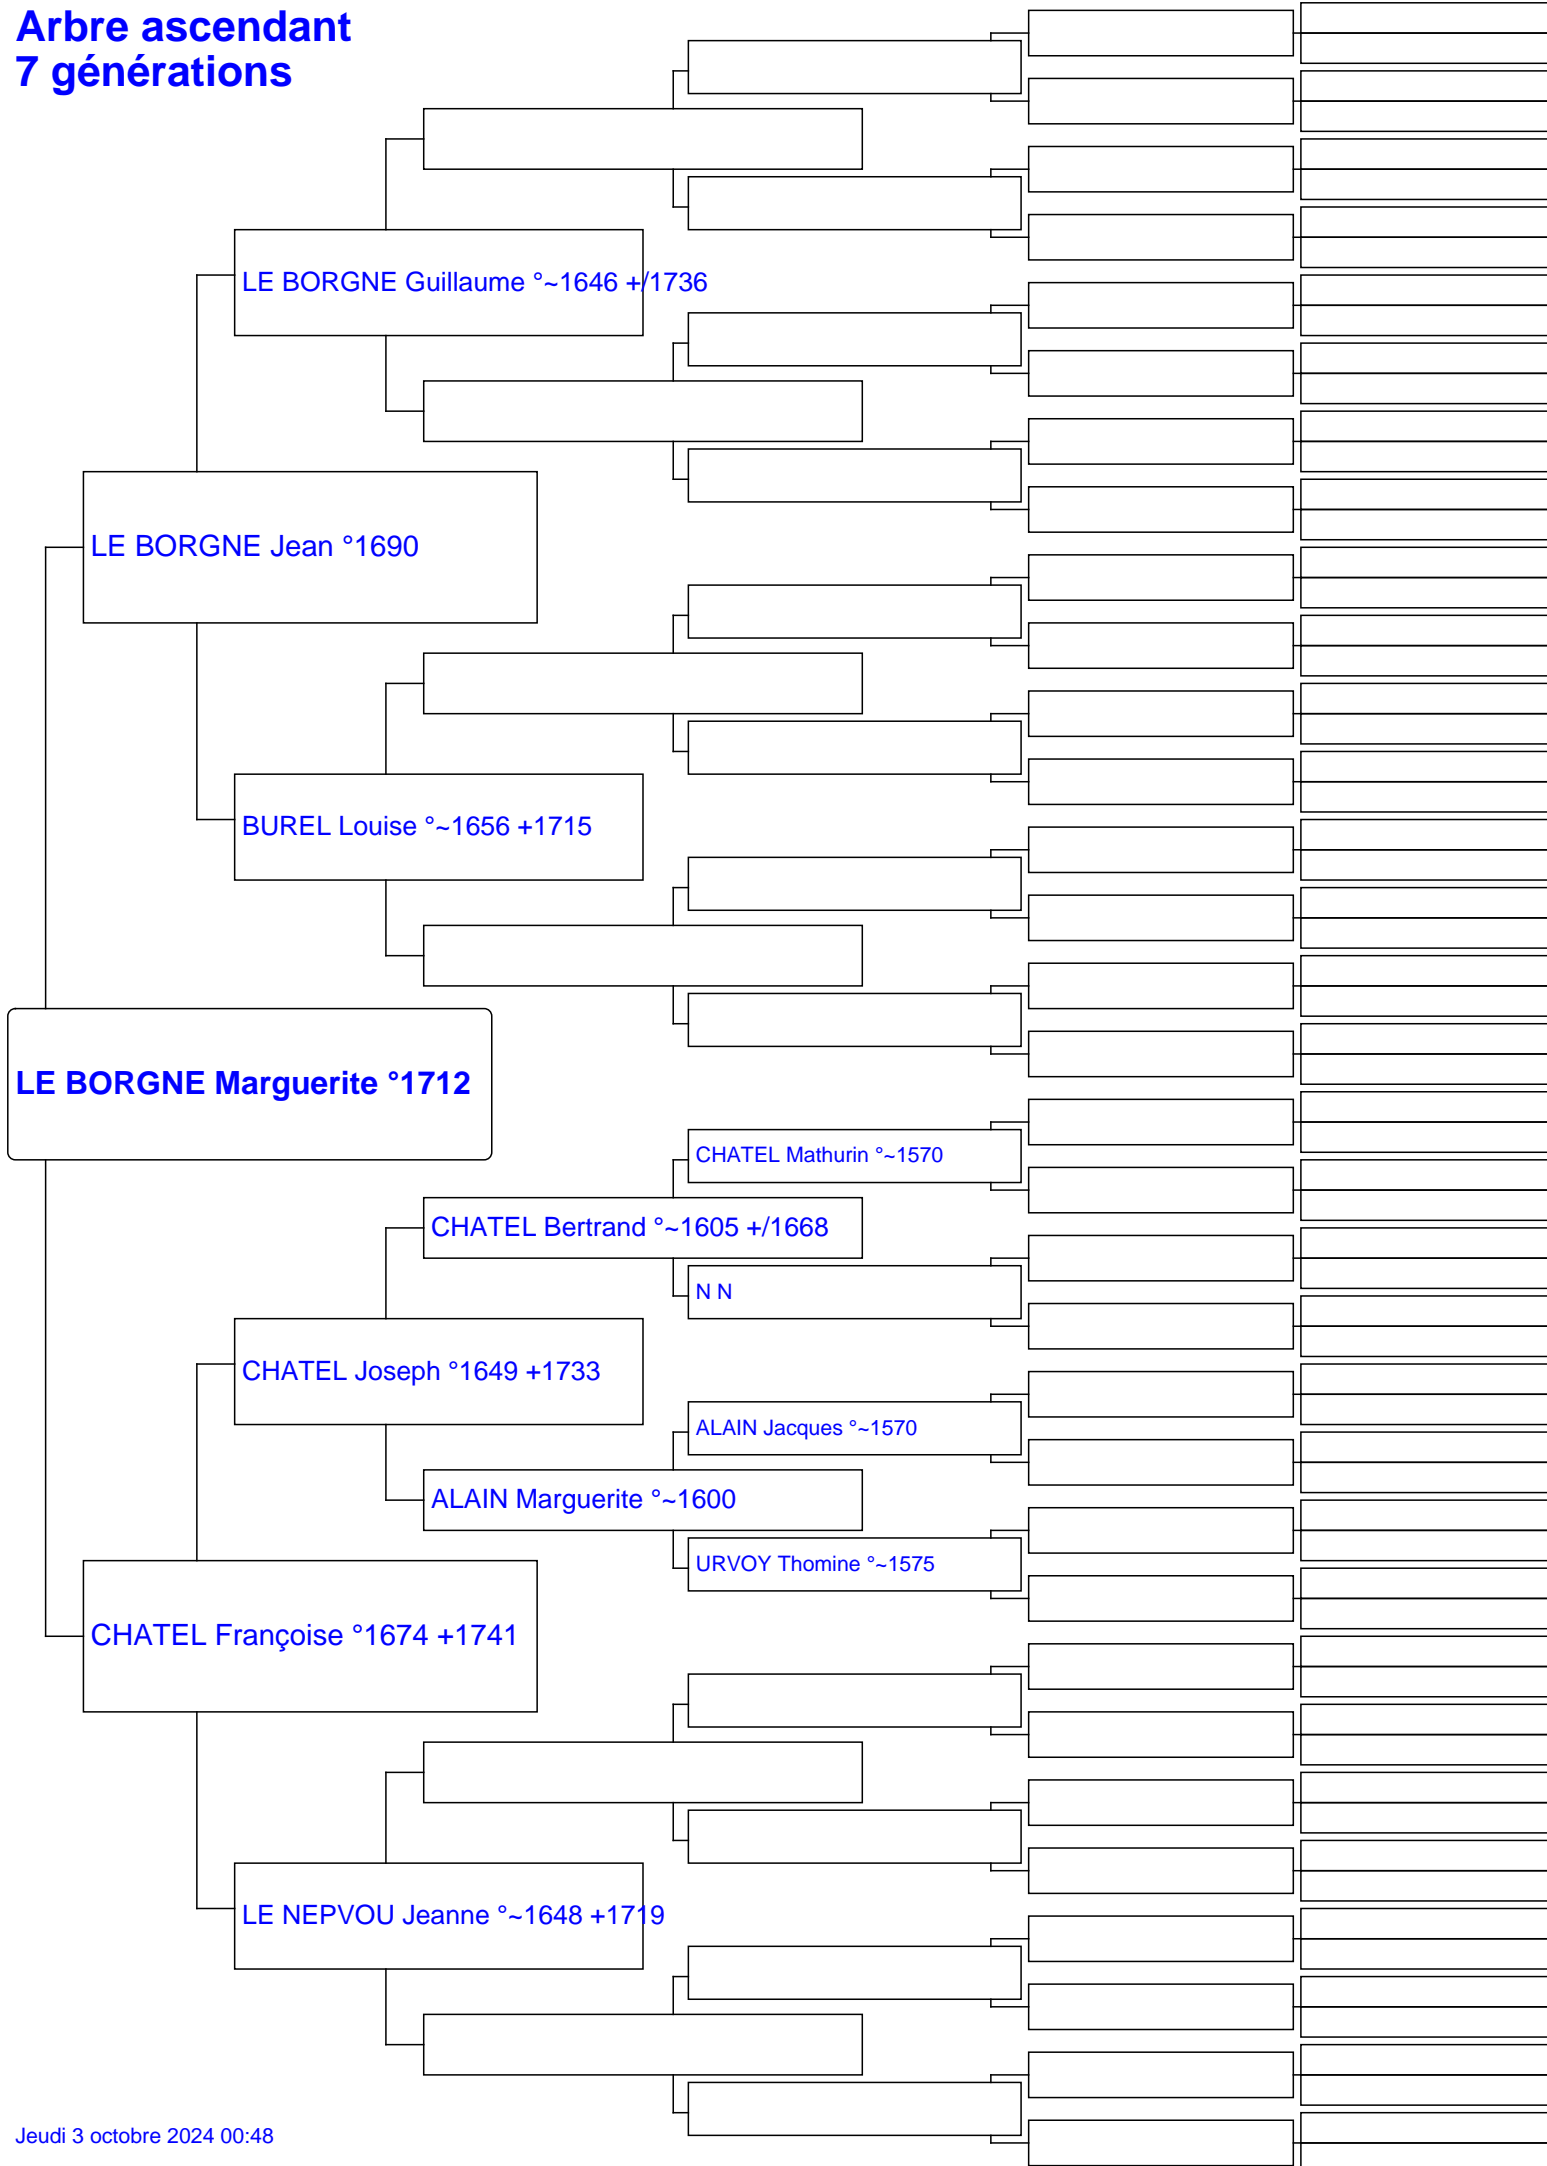 Arbre ascendant
7 générations
LE BORGNE Guillaume °~1646 +/1736
LE BORGNE Jean °1690
BUREL Louise °~1656 +1715
LE BORGNE Marguerite °1712
CHATEL Mathurin °~1570
CHATEL Bertrand °~1605 +/1668
N N
CHATEL Joseph °1649 +1733
ALAIN Jacques °~1570
ALAIN Marguerite °~1600
URVOY Thomine °~1575
CHATEL Françoise °1674 +1741
LE NEPVOU Jeanne °~1648 +1719
Jeudi 3 octobre 2024 00:48